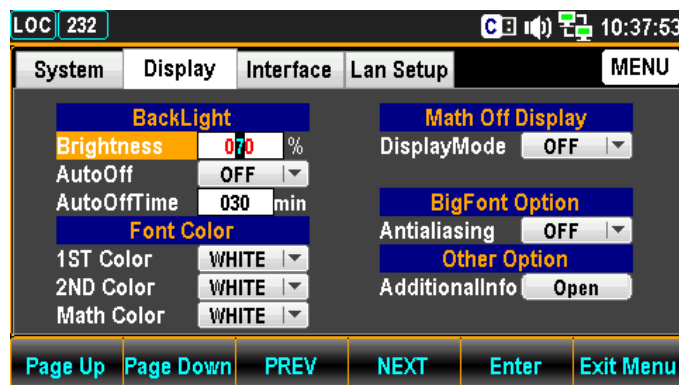 LOC 232 C 10:37:53
System Display Interface Lan Setup MENU
BackLight
Brightness 070 %
AutoOff OFF
AutoOffTime 030 min
Font Color
1ST Color WHITE
2ND Color WHITE
Math Color WHITE
Math Off Display
DisplayMode OFF
BigFont Option
Antialiasing OFF
Other Option
AdditionalInfo Open
Page Up Page Down PREV NEXT Enter Exit Menu